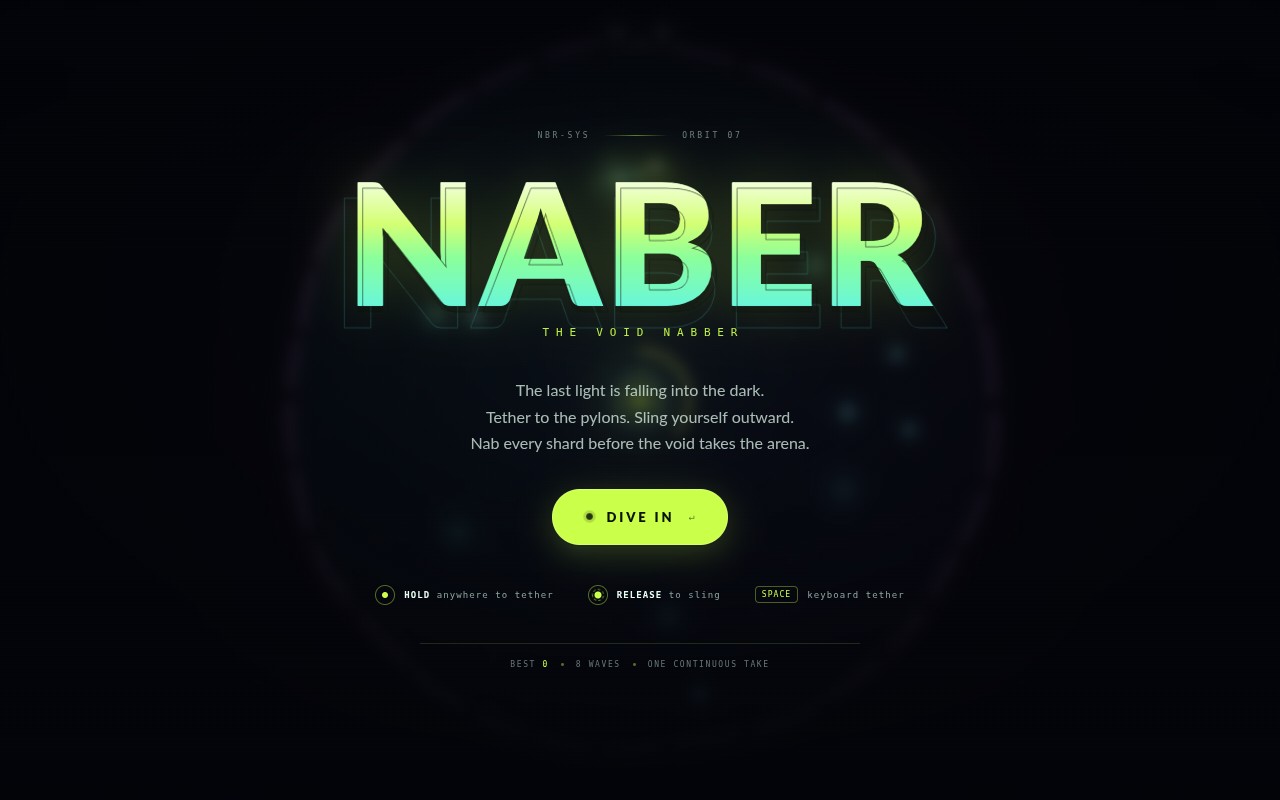 NBR-SYS ORBIT 07
NABER
THE VOID NABBER
The last light is falling into the dark.
Tether to the pylons. Sling yourself outward.
Nab every shard before the void takes the arena.
DIVE IN ↵
HOLD anywhere to tether RELEASE to sling SPACE keyboard tether
BEST 0 • 8 WAVES • ONE CONTINUOUS TAKE